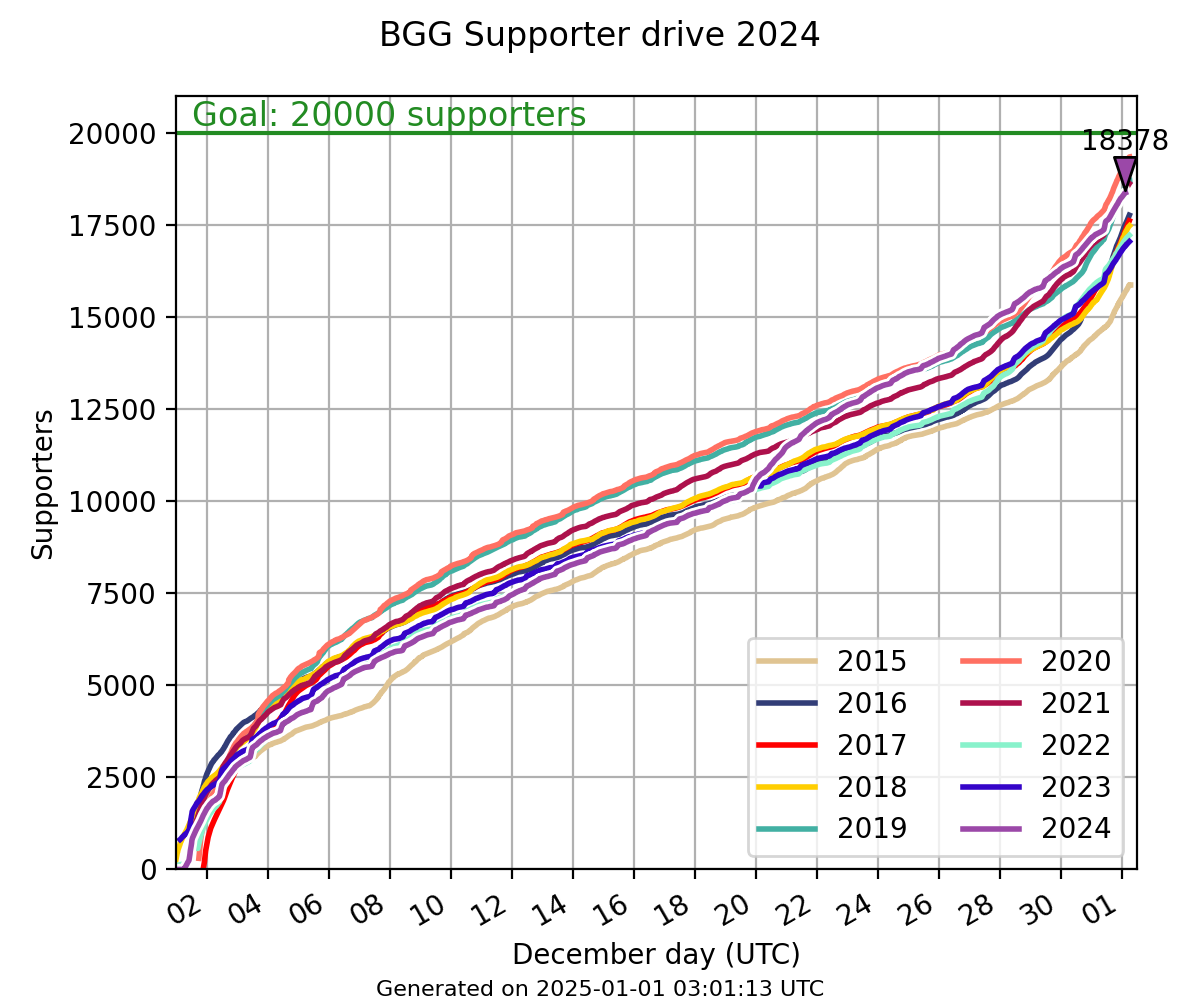 BGG Supporter drive 2024
Goal: 20000 supporters
18378
20000
17500
15000
12500
10000
7500
5000
2500
0
Supporters
2015 2020
2016 2021
2017 2022
2018 2023
2019 2024
02 04 06 08 10 12 14 16 18 20 22 24 26 28 30 01
December day (UTC)
Generated on 2025-01-01 03:01:13 UTC